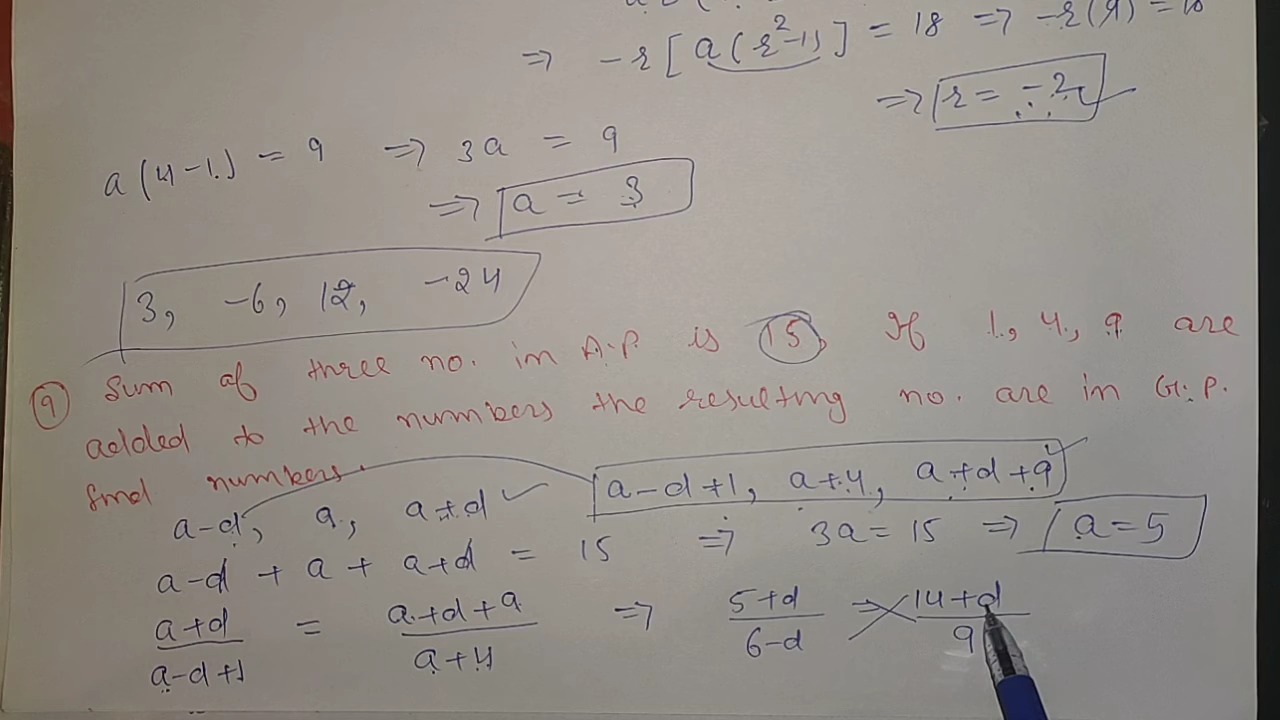 ⇒ -r[a(r²-1)] = 18 ⇒ -r(9) = 18
⇒ r = -2
a(4-1) = 9 ⇒ 3a = 9
⇒ a = 3
3, -6, 12, -24
(9) Sum of three no. in A.P is 15. If 1, 4, 9 are
added to the numbers the resulting no. are in G.P.
find numbers.
a-d, a, a+d ✓ a-d+1, a+4, a+d+9
a-d + a + a+d = 15 ⇒ 3a = 15 ⇒ a = 5
a+d/a-d+1 = a+d+9/a+4 ⇒ 5+d/6-d = 14+d/9